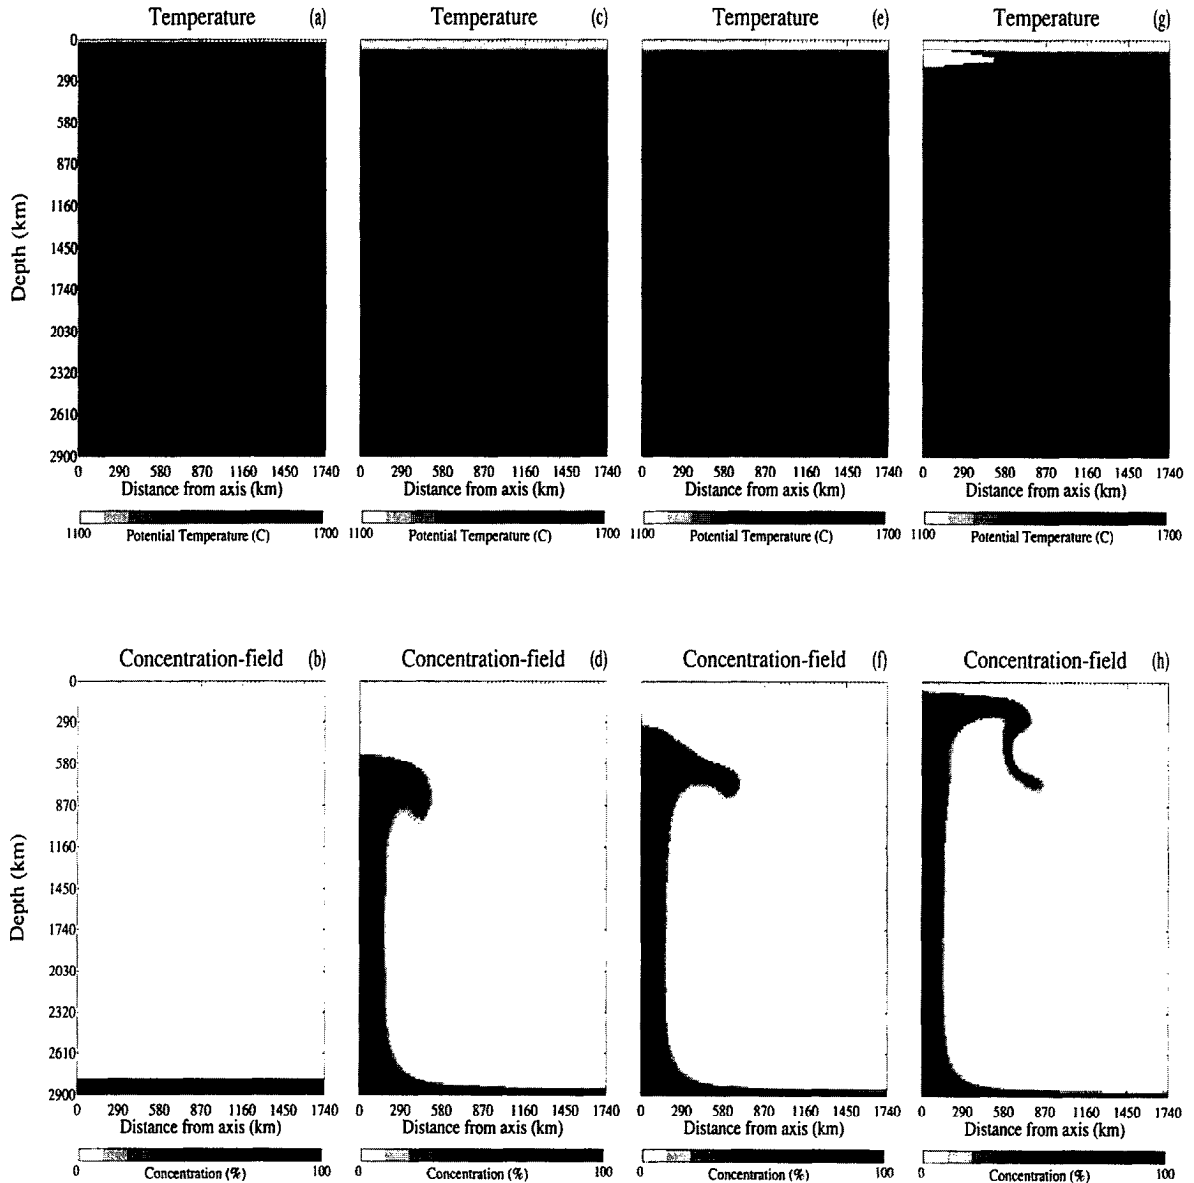 Temperature (a) Temperature (c) Temperature (e) Temperature (g)
0
290
580
870
1160
1450
1740
2030
2320
2610
2900
Depth (km)
0 290 580 870 1160 1450 1740 0 290 580 870 1160 1450 1740 0 290 580 870 1160 1450 1740 0 290 580 870 1160 1450 1740
Distance from axis (km) Distance from axis (km) Distance from axis (km) Distance from axis (km)
1100 Potential Temperature (C) 1700 1100 Potential Temperature (C) 1700 1100 Potential Temperature (C) 1700 1100 Potential Temperature (C) 1700
Concentration-field (b) Concentration-field (d) Concentration-field (f) Concentration-field (h)
0
290
580
870
1160
1450
1740
2030
2320
2610
2900
Depth (km)
0 290 580 870 1160 1450 1740 0 290 580 870 1160 1450 1740 0 290 580 870 1160 1450 1740 0 290 580 870 1160 1450 1740
Distance from axis (km) Distance from axis (km) Distance from axis (km) Distance from axis (km)
0 Concentration (%) 100 0 Concentration (%) 100 0 Concentration (%) 100 0 Concentration (%) 100